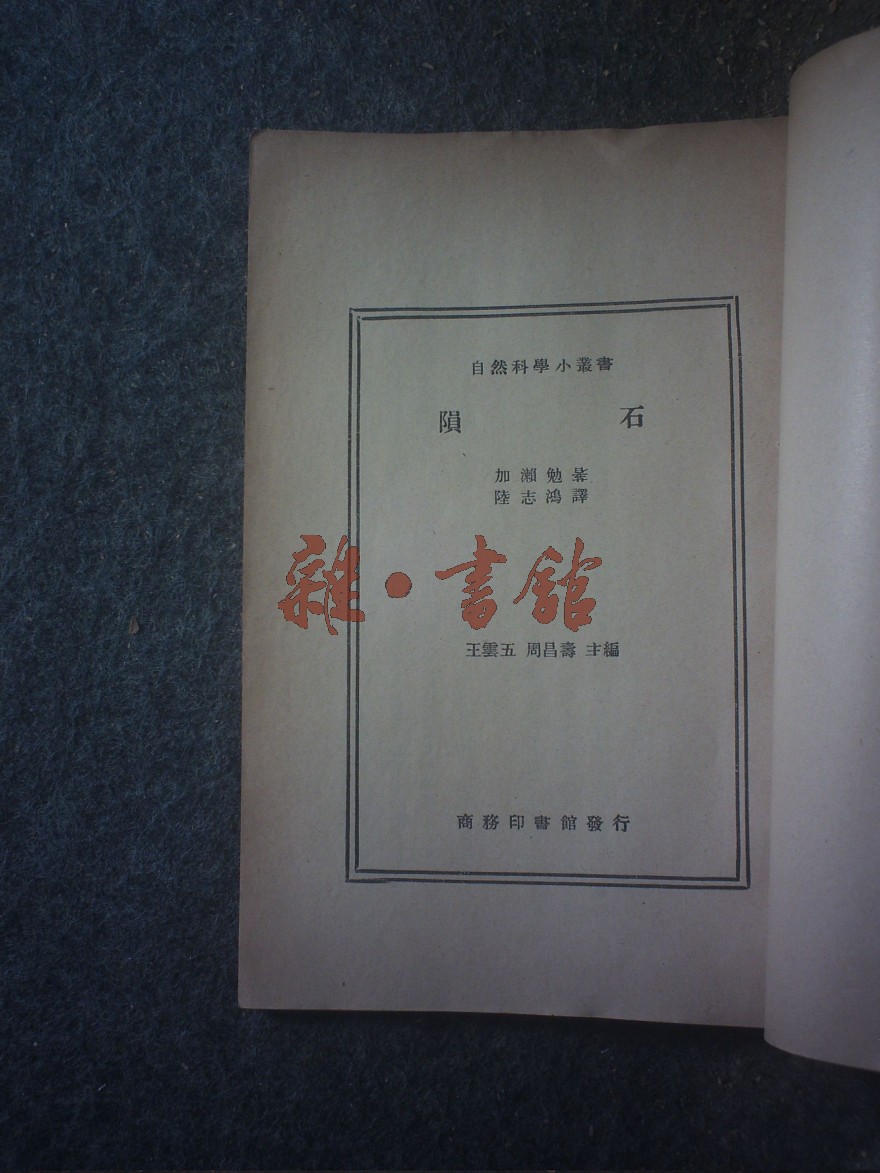 自然科學小叢書
隕石
加瀨勉著
陸志鴻譯
雜·書館
王雲五 周昌壽 主編
商務印書館發行